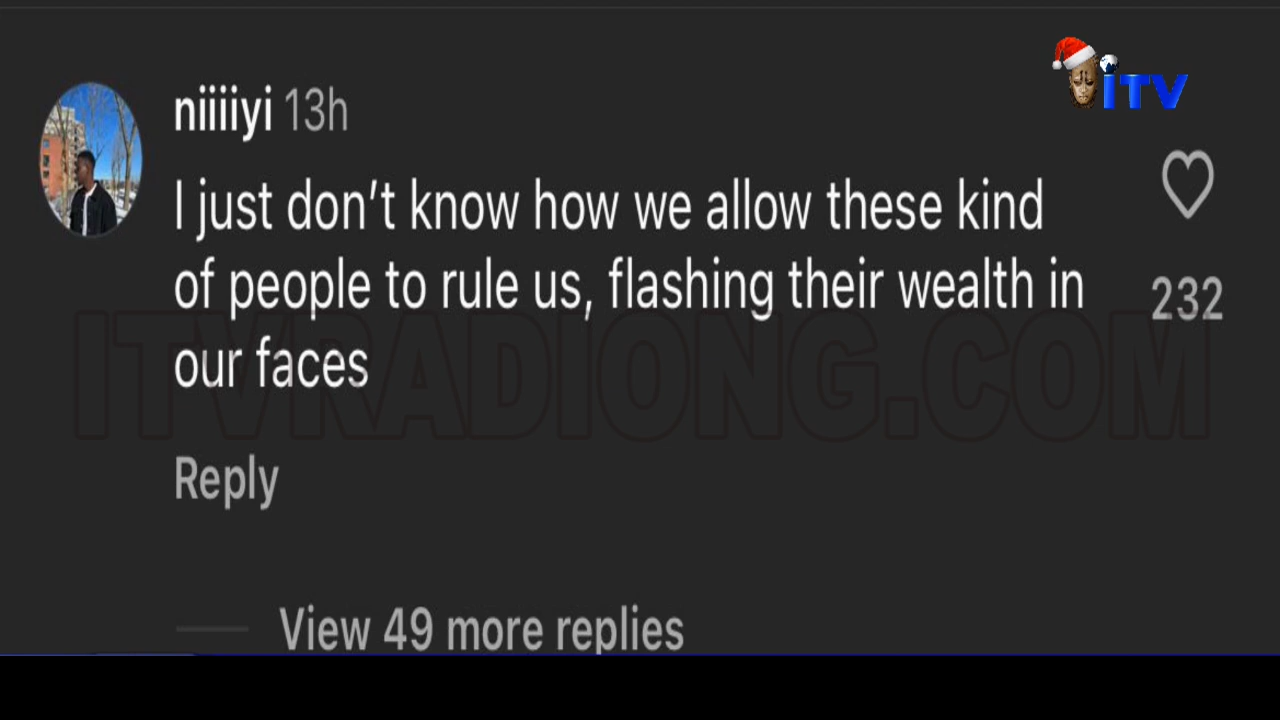 iTV
niiiiyi 13h
I just don't know how we allow these kind
of people to rule us, flashing their wealth in
our faces
232
ITVRADIONG.COM
Reply
View 49 more replies